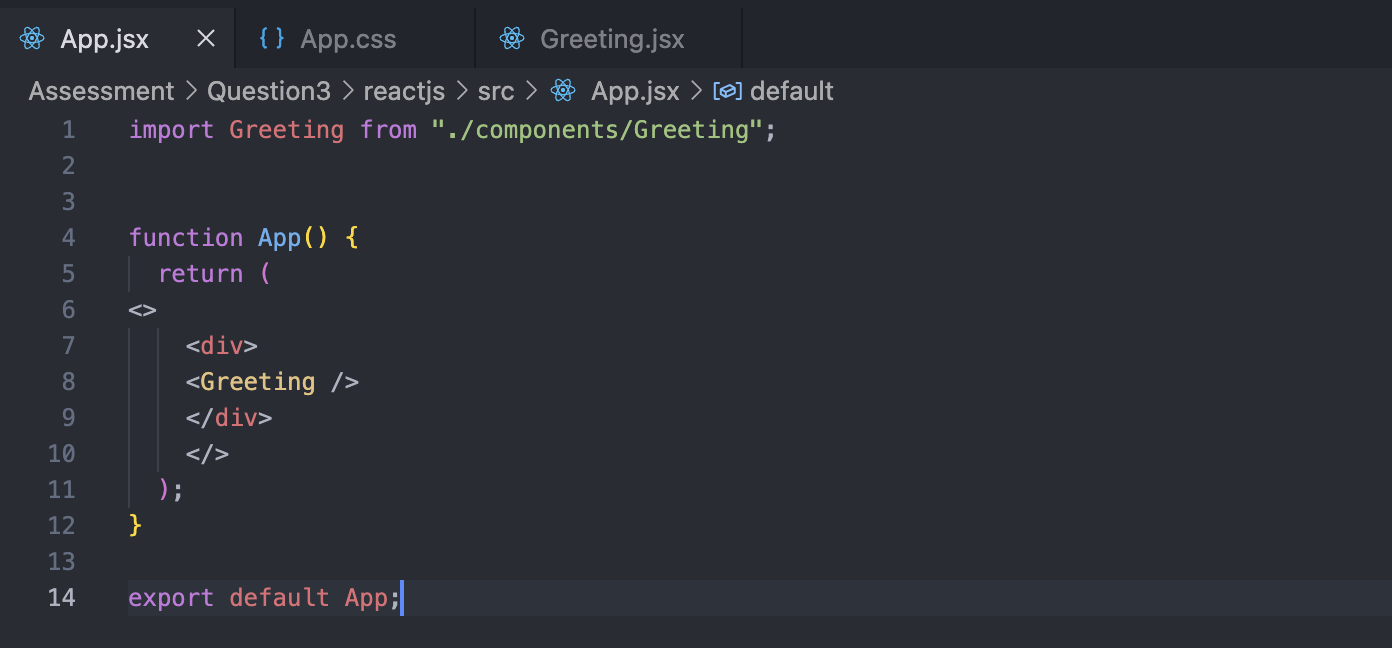 App.jsx × {} App.css Greeting.jsx
Assessment > Question3 > reactjs > src > App.jsx > default
1 import Greeting from "./components/Greeting";
2
3
4 function App() {
5   return (
6 <>
7     <div>
8     <Greeting />
9     </div>
10     </>
11   );
12 }
13
14 export default App;